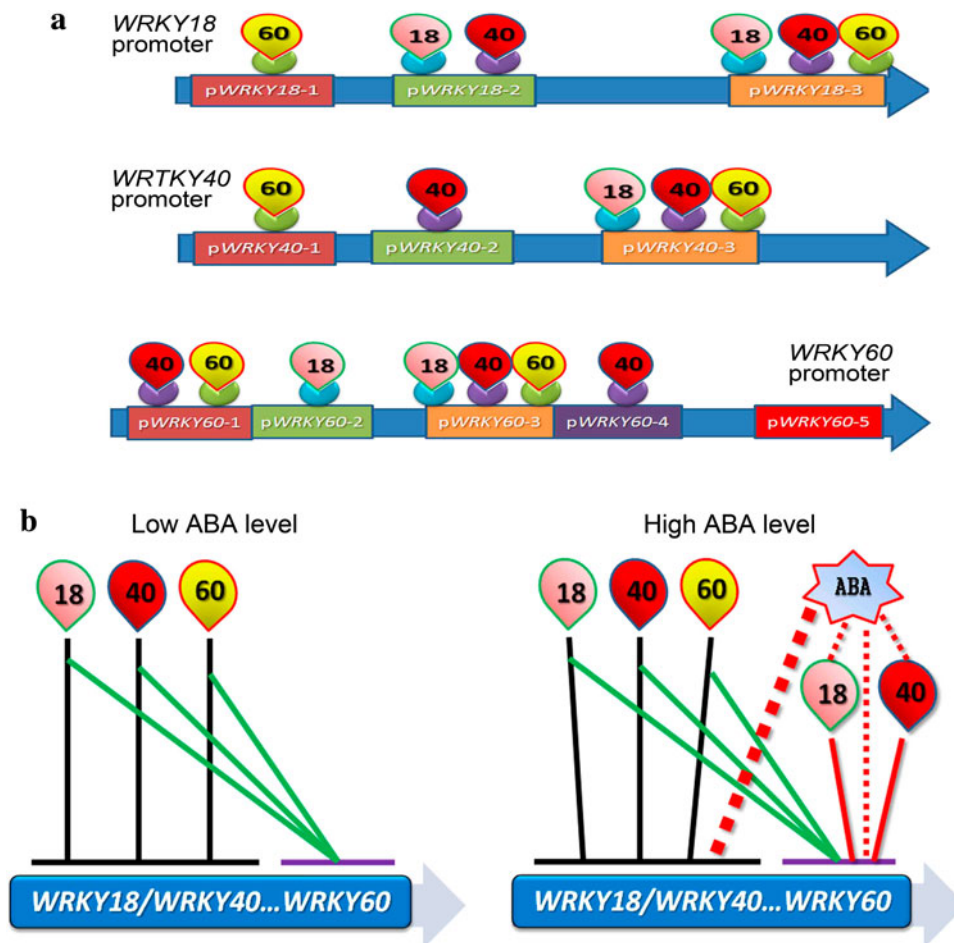 a
WRKY18
promoter
60 18 40 18 40 60
pWRKY18-1 pWRKY18-2 pWRKY18-3
WRTKY40
promoter
60 40 18 40 60
pWRKY40-1 pWRKY40-2 pWRKY40-3
WRKY60
promoter
40 60 18 18 40 60 40
pWRKY60-1 pWRKY60-2 pWRKY60-3 pWRKY60-4 pWRKY60-5
b
Low ABA level
18 40 60
WRKY18/WRKY40...WRKY60
High ABA level
18 40 60 ABA
18 40
WRKY18/WRKY40...WRKY60